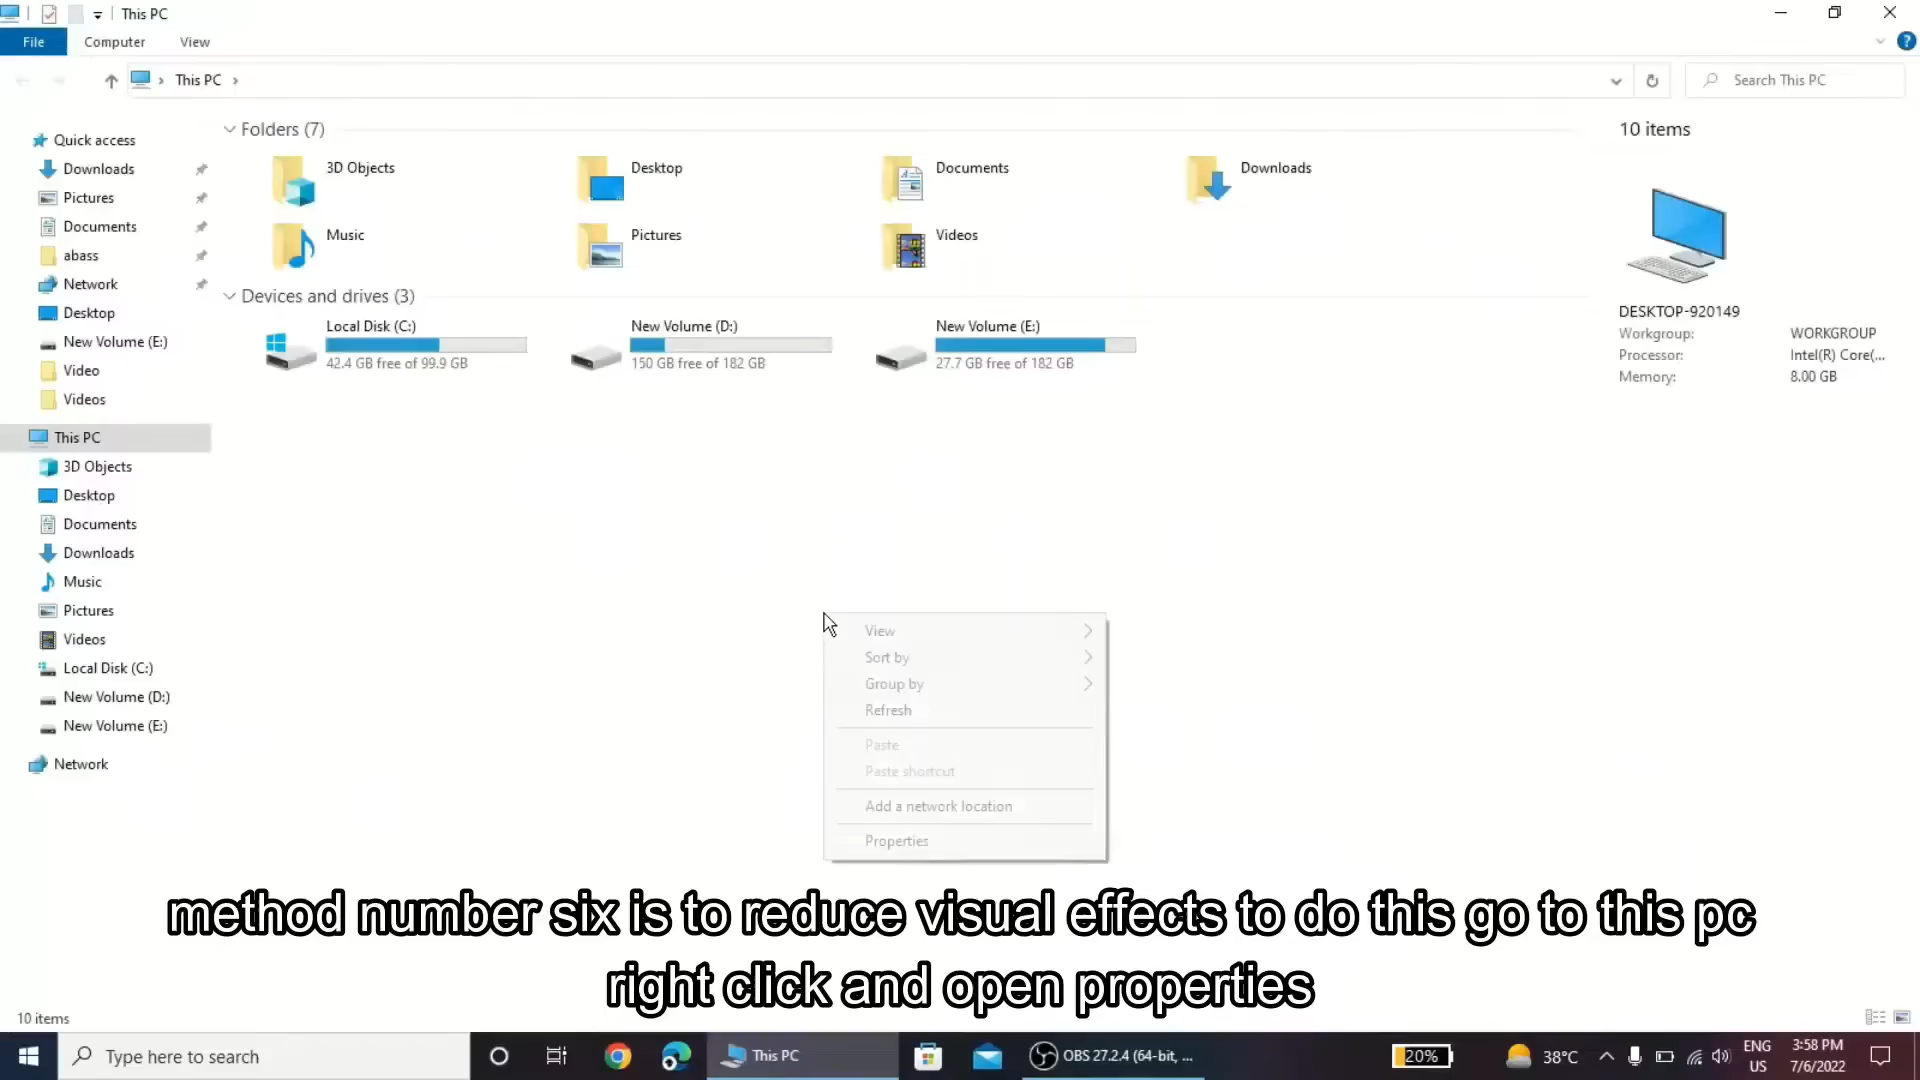 This PC
File
Computer
View
This PC
Search This PC
Quick access
Downloads
Pictures
Documents
abass
Network
Desktop
New Volume (E:)
Video
Videos
This PC
3D Objects
Desktop
Documents
Downloads
Music
Pictures
Videos
Local Disk (C:)
New Volume (D:)
New Volume (E:)
Network
Folders (7)
3D Objects
Desktop
Documents
Downloads
Music
Pictures
Videos
Devices and drives (3)
Local Disk (C:)
42.4 GB free of 99.9 GB
New Volume (D:)
150 GB free of 182 GB
New Volume (E:)
27.7 GB free of 182 GB
10 items
DESKTOP-920149
Workgroup: WORKGROUP
Processor: Intel(R) Core(...
Memory: 8.00 GB
View
Sort by
Group by
Refresh
Paste
Paste shortcut
Add a network location
Properties
method number six is to reduce visual effects to do this go to this pc
right click and open properties
10 items
Type here to search
This PC
OBS 27.2.4 (64-bit, ...
20%
38°C
ENG
US
3:58 PM
7/6/2022